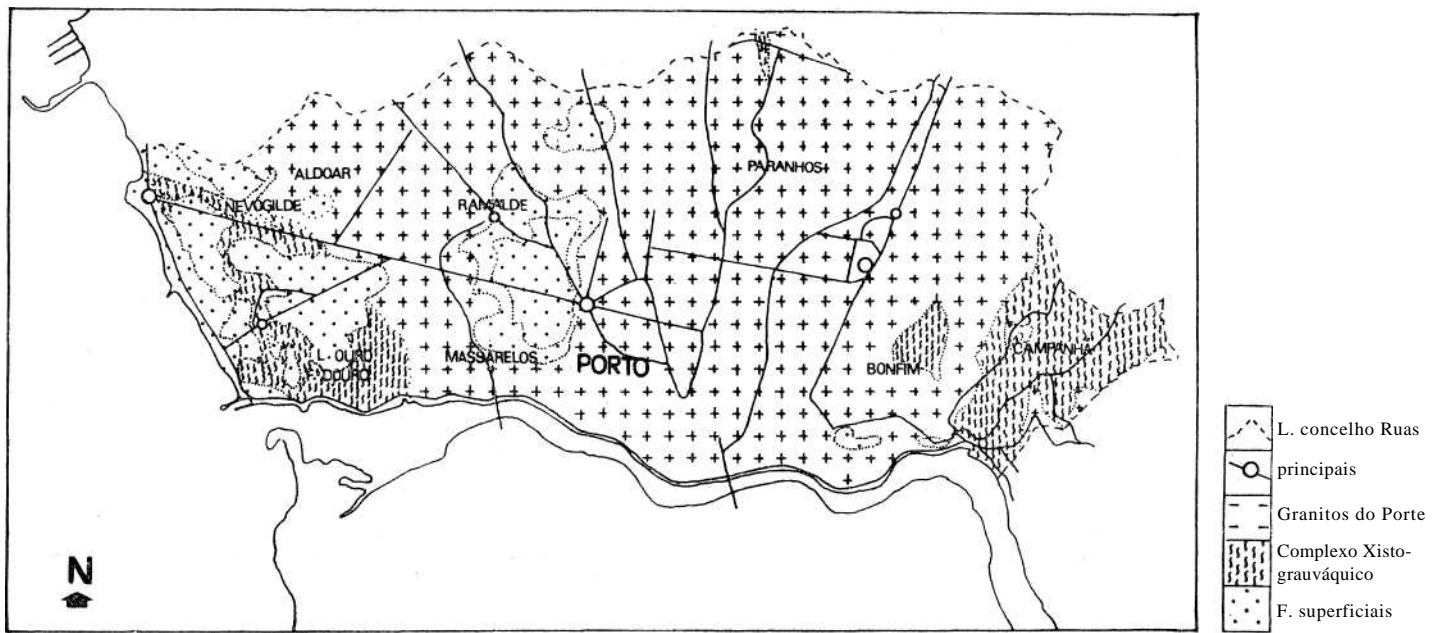 ALDOAR
PARANHOS
NEVOGILDE
RAMALDE
L. OURO
DOURO
MASSARELOS
PORTO
BONFIM
CAMPANHA
N
L. concelho Ruas
principais
Granitos do Porte
Complexo Xisto-
grauváquico
F. superficiais